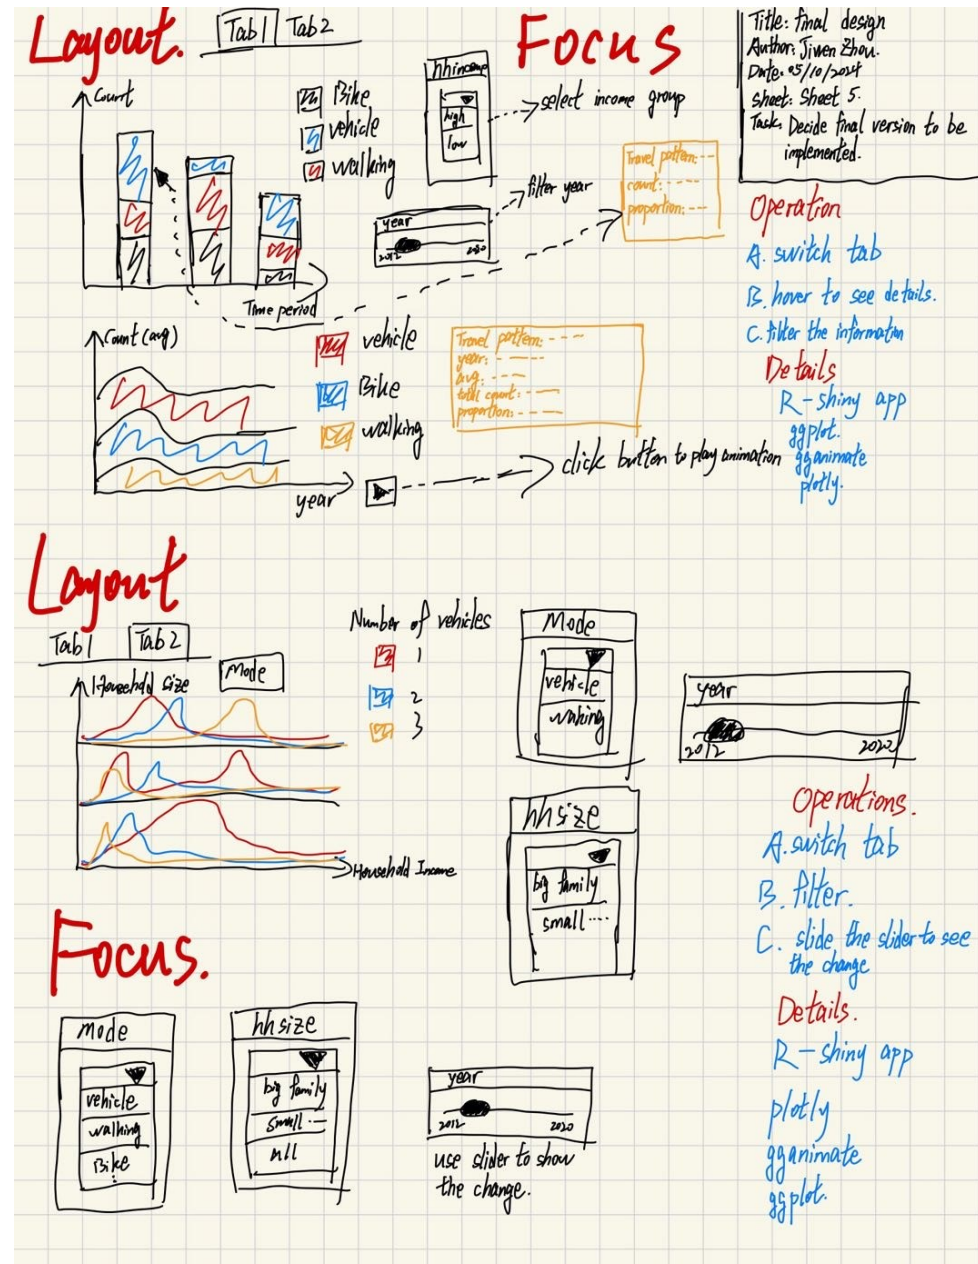 Layout.
Tab1 Tab2
Focus
Title: final design
Author: Jiwen Zhou.
Date: 05/10/2024
Sheet: Sheet 5.
Task: Decide final version to be
implemented.
Count
Bike
vehicle
walking
Time period
hhincome
high
low
select income group
year
2012 2020
filter year
Travel pattern: ---
count: ----
proportion: ---
Operation
A. switch tab
B. hover to see details.
C. filter the information
Details
R-shiny app
ggplot.
gganimate
plotly.
Count (avg)
year
vehicle
Bike
walking
Travel pattern: ---
year: ----
avg: ----
total count: ----
proportion: ----
click button to play animation
Layout
Tab1 Tab2
Household size
Mode
Household Income
Number of vehicles
1
2
3
Mode
vehicle
waking
year
2012 2020
hhsize
big family
small ....
Operations.
A. switch tab
B. filter.
C. slide the slider to see
the change
Details.
R-shiny app
plotly
gganimate
ggplot.
Focus.
mode
vehicle
walking
Bike
hhsize
big family
small ...
All
year
2012 2020
use slider to show
the change.